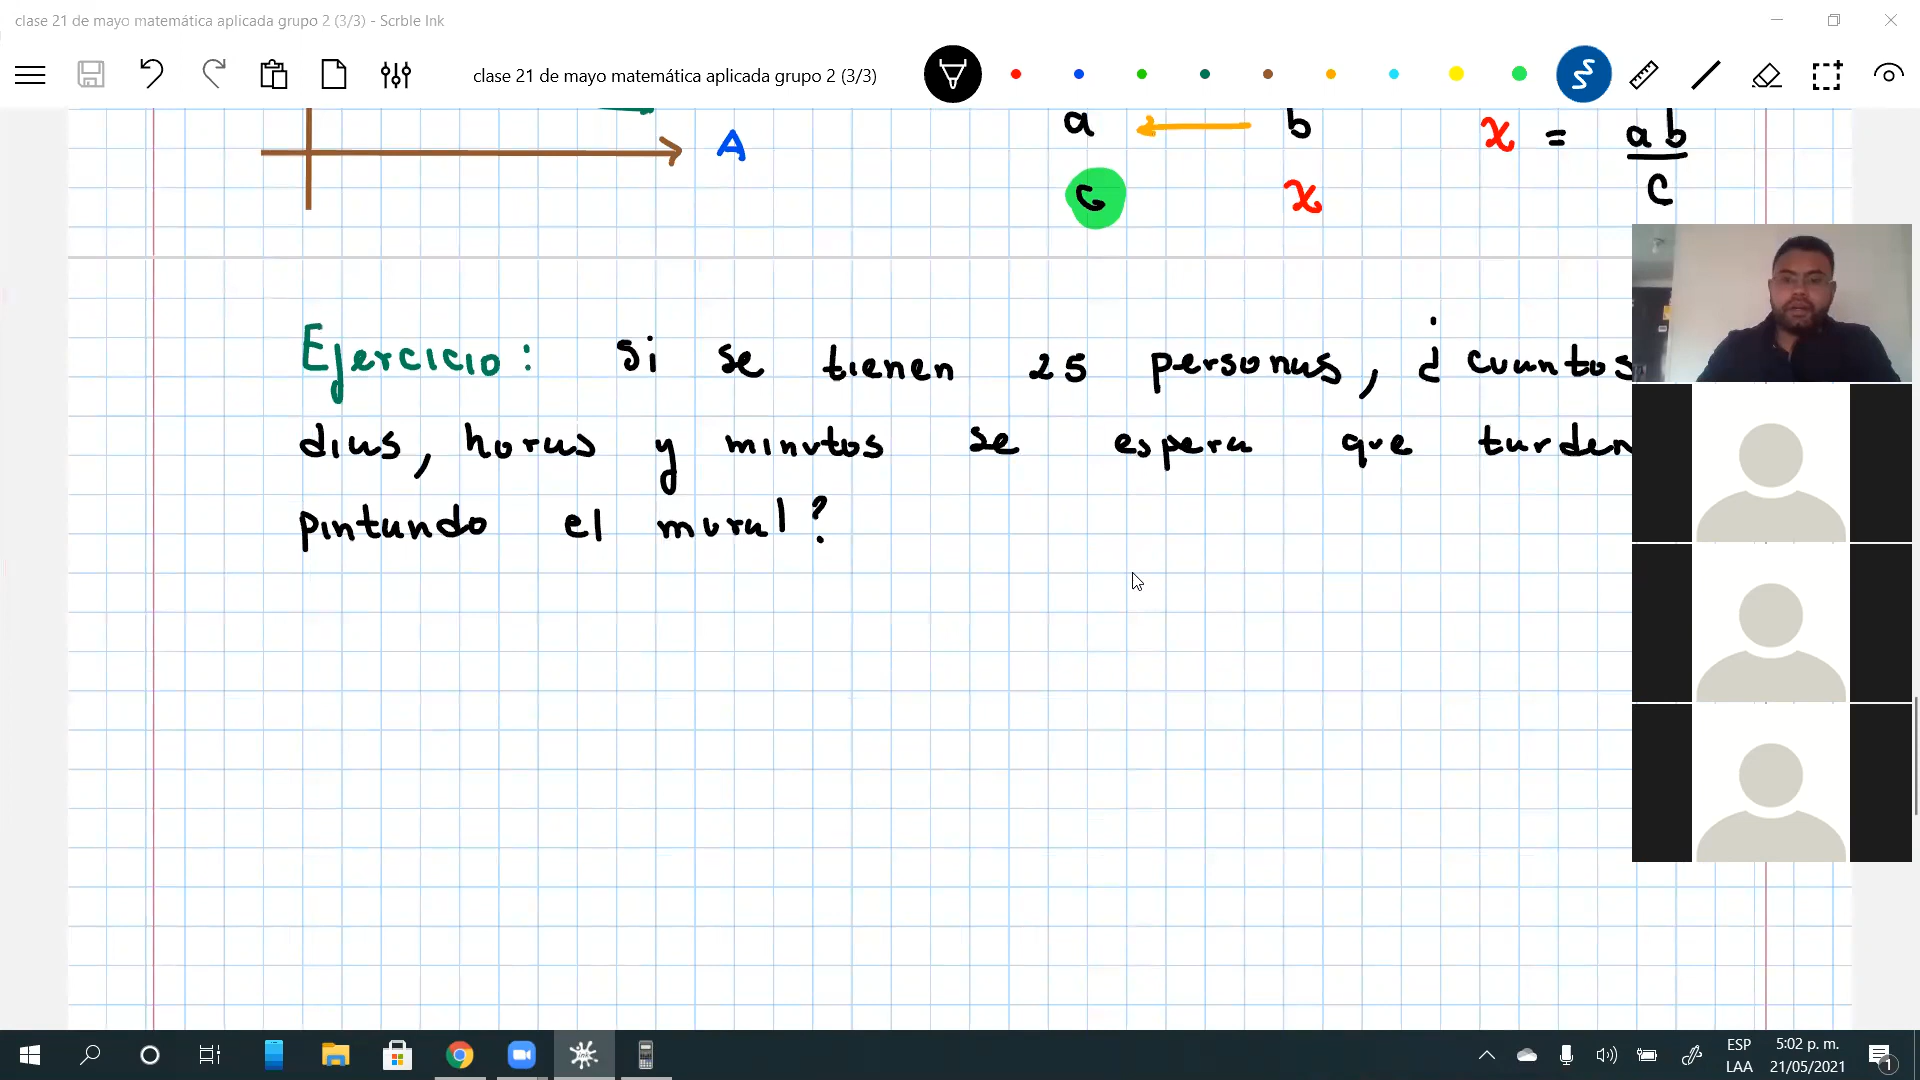 clase 21 de mayo matemática aplicada grupo 2 (3/3) - Scrble Ink
clase 21 de mayo matemática aplicada grupo 2 (3/3)
A
a b x = a b
c x c
Ejercicio: Si se tienen 25 personas, ¿cuantos
dias, horas y minutos se espera que tarden
pintando el mural?
ESP
LAA
5:02 p. m.
21/05/2021
1